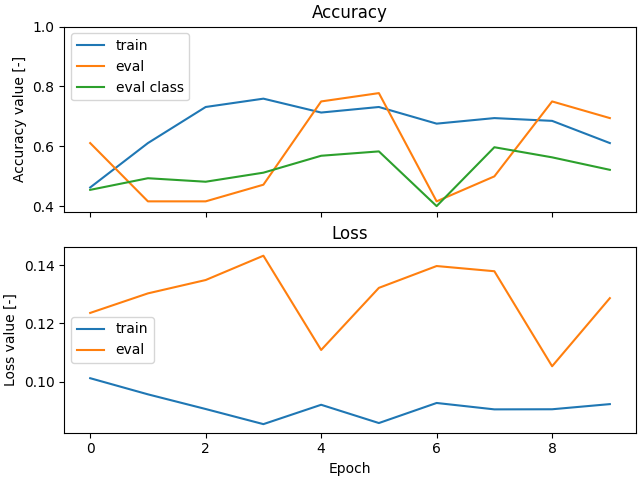 Accuracy
1.0
0.8
0.6
0.4
Accuracy value [-]
train
eval
eval class
Loss
0.14
0.12
0.10
Loss value [-]
train
eval
0 2 4 6 8
Epoch